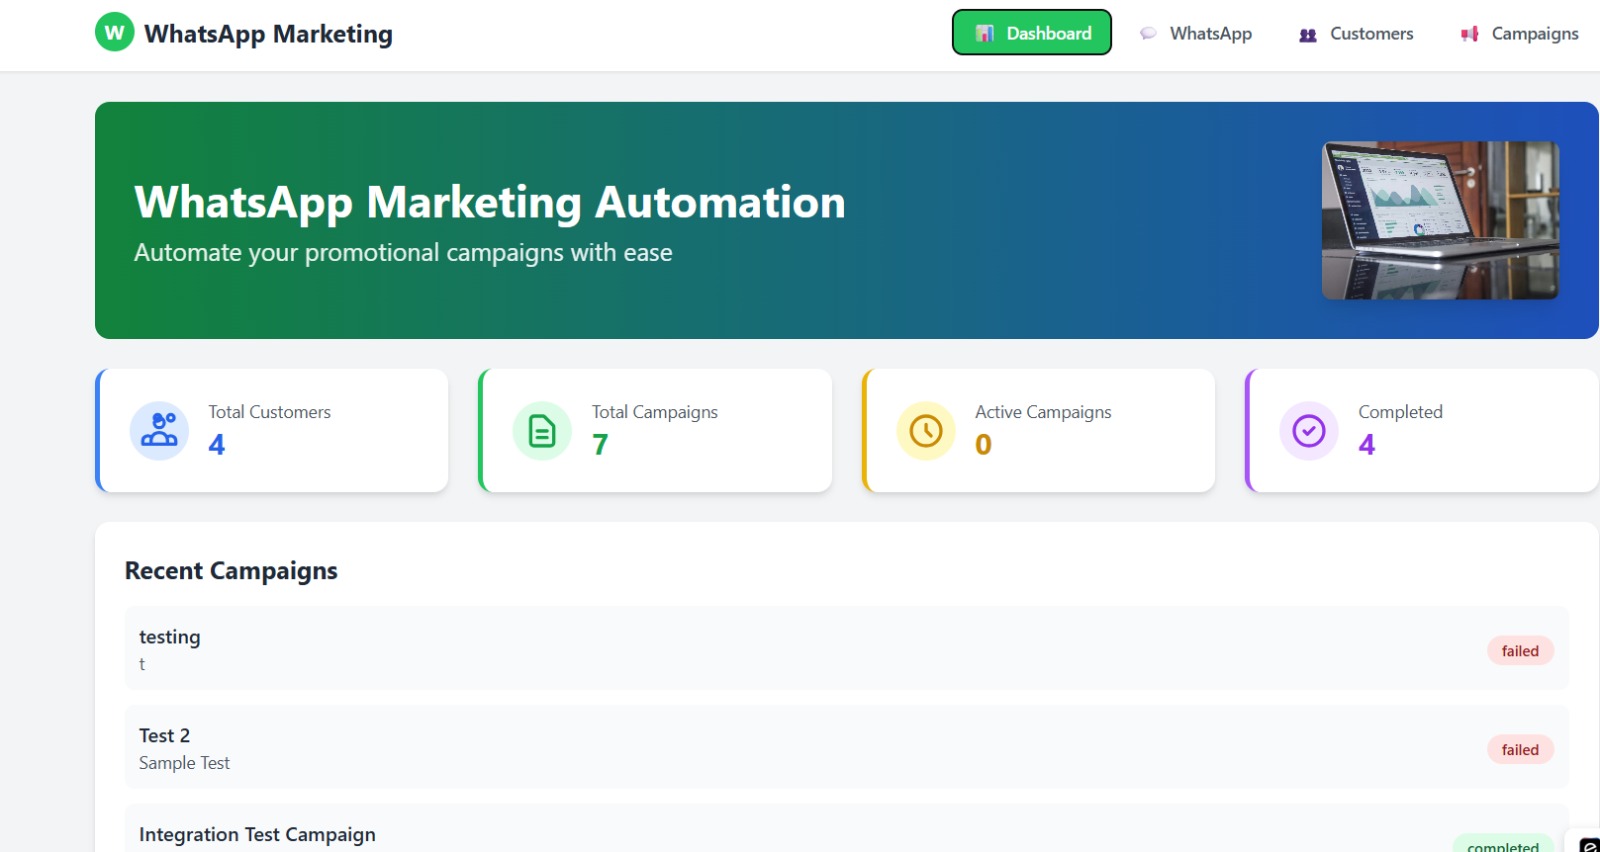 W WhatsApp Marketing
Dashboard WhatsApp Customers Campaigns
WhatsApp Marketing Automation
Automate your promotional campaigns with ease
Total Customers
4
Total Campaigns
7
Active Campaigns
0
Completed
4
Recent Campaigns
testing
t
failed
Test 2
Sample Test
failed
Integration Test Campaign
completed